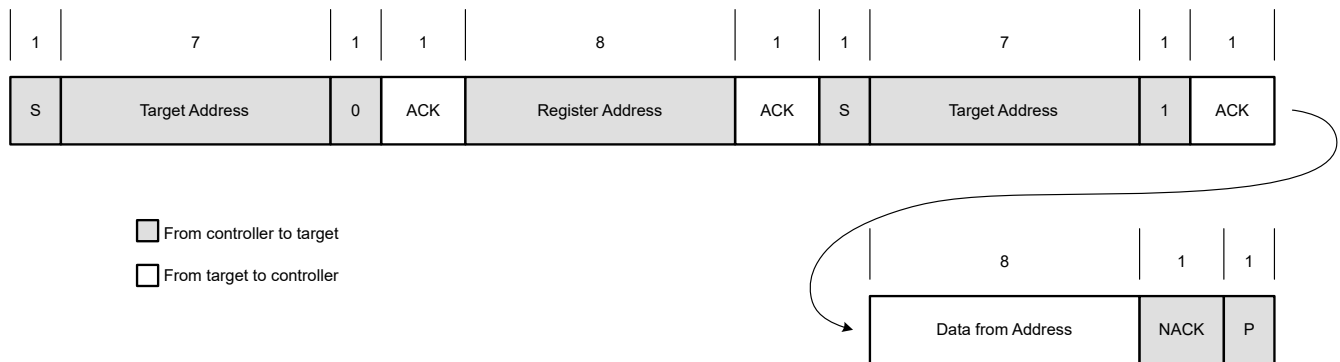 1 7 1 1 8 1 1 7 1 1
S Target Address 0 ACK Register Address ACK S Target Address 1 ACK
From controller to target
From target to controller
8 1 1
Data from Address NACK P